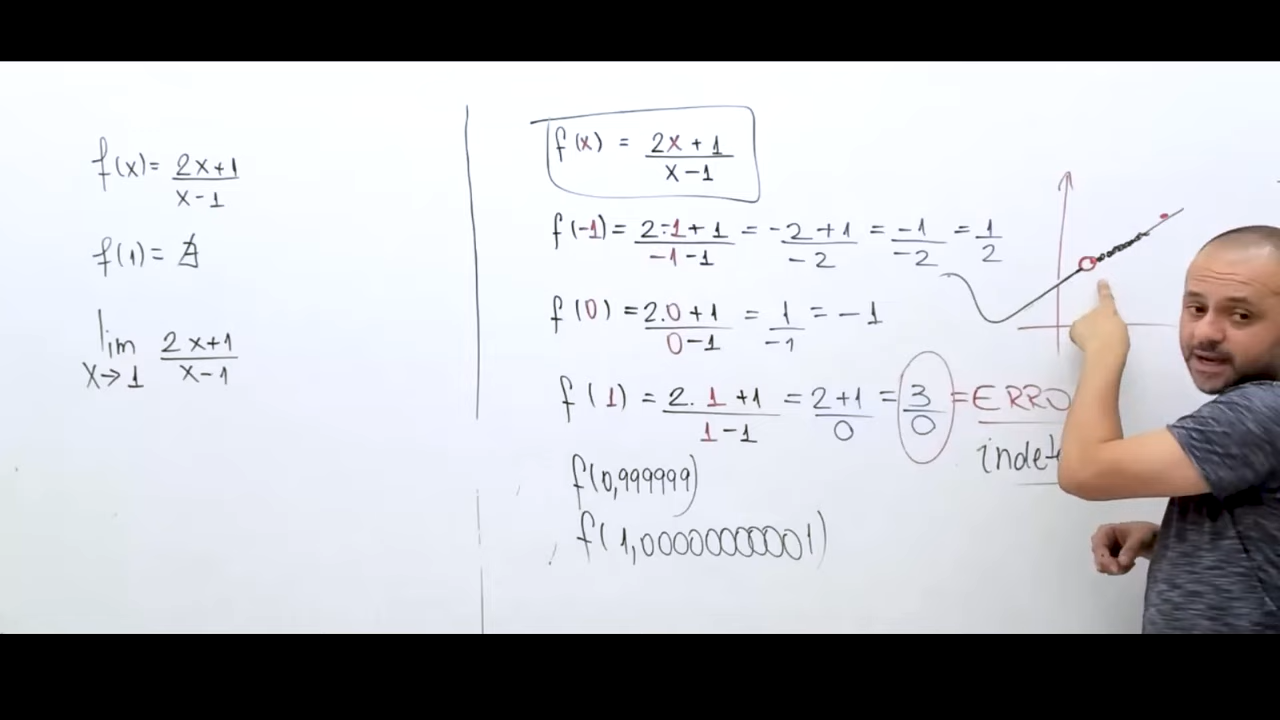 f(x) = 2x+1 / x-1
f(1) = ∄
lim x→1 2x+1 / x-1
f(x) = 2x+1 / x-1
f(-1) = 2·-1+1 / -1-1 = -2+1 / -2 = -1 / -2 = 1 / 2
f(0) = 2.0+1 / 0-1 = 1 / -1 = -1
f(1) = 2.1+1 / 1-1 = 2+1 / 0 = 3 / 0 = ERRO
f(0,999999)
f(1,00000000001)